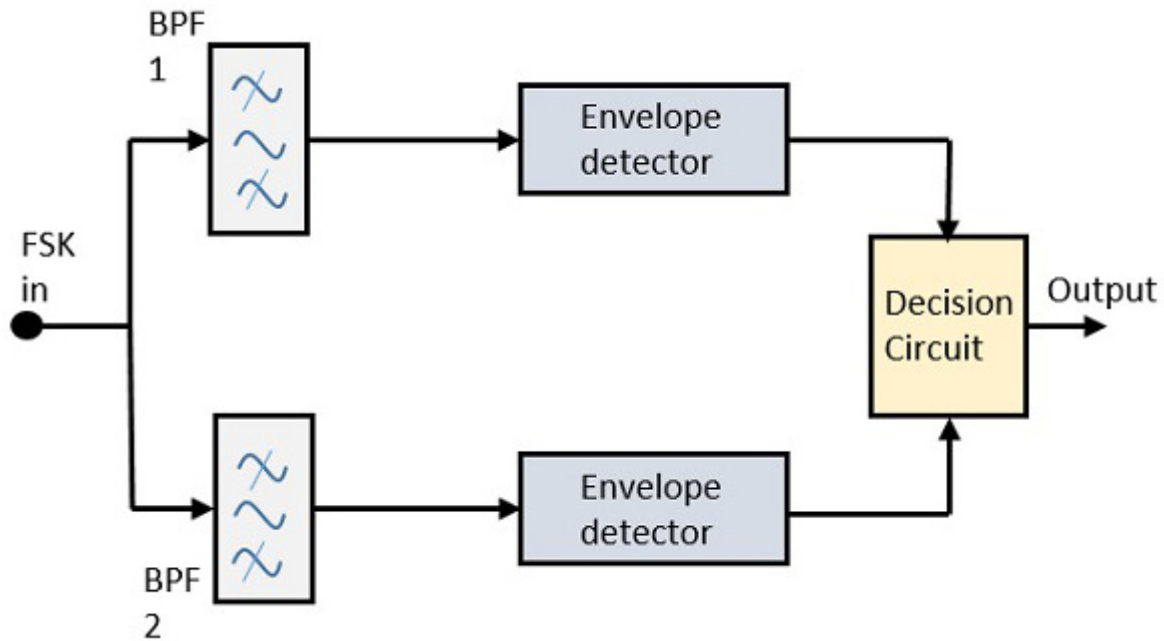 BPF
1
Envelope
detector
FSK
in
Decision
Circuit
Output
Envelope
detector
BPF
2